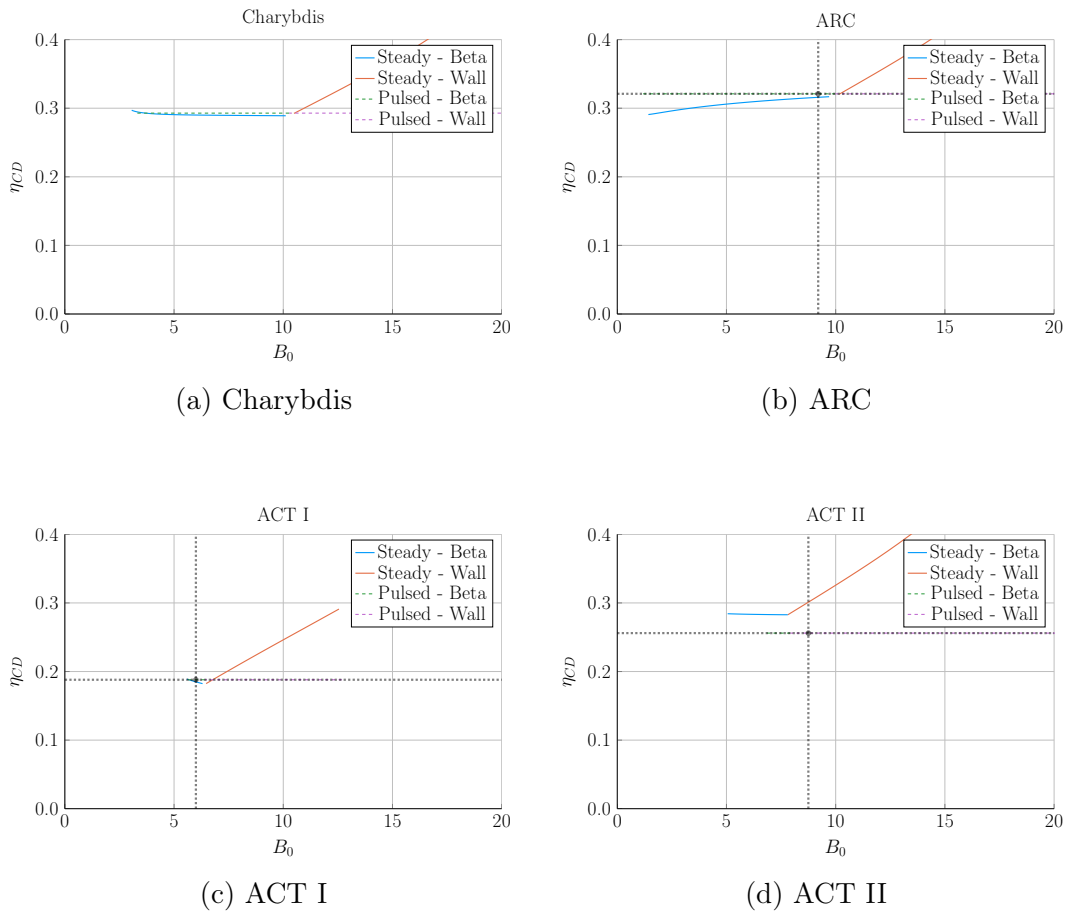 Charybdis
0.4
0.3
0.2
0.1
0.0
η_CD
0 5 10 15 20
B_0
Steady - Beta
Steady - Wall
Pulsed - Beta
Pulsed - Wall
(a) Charybdis
ARC
0.4
0.3
0.2
0.1
0.0
η_CD
0 5 10 15 20
B_0
Steady - Beta
Steady - Wall
Pulsed - Beta
Pulsed - Wall
(b) ARC
ACT I
0.4
0.3
0.2
0.1
0.0
η_CD
0 5 10 15 20
B_0
Steady - Beta
Steady - Wall
Pulsed - Beta
Pulsed - Wall
(c) ACT I
ACT II
0.4
0.3
0.2
0.1
0.0
η_CD
0 5 10 15 20
B_0
Steady - Beta
Steady - Wall
Pulsed - Beta
Pulsed - Wall
(d) ACT II